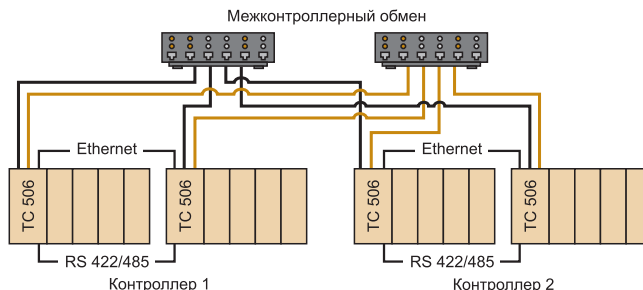 Межконтроллерный обмен
Ethernet
Ethernet
TC 506
TC 506
TC 506
TC 506
RS 422/485
RS 422/485
Контроллер 1
Контроллер 2